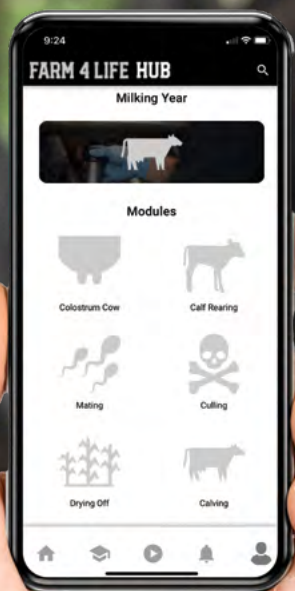 9:24
FARM 4 LIFE HUB
Milking Year
Modules
Colostrum Cow
Calf Rearing
Mating
Culling
Drying Off
Calving